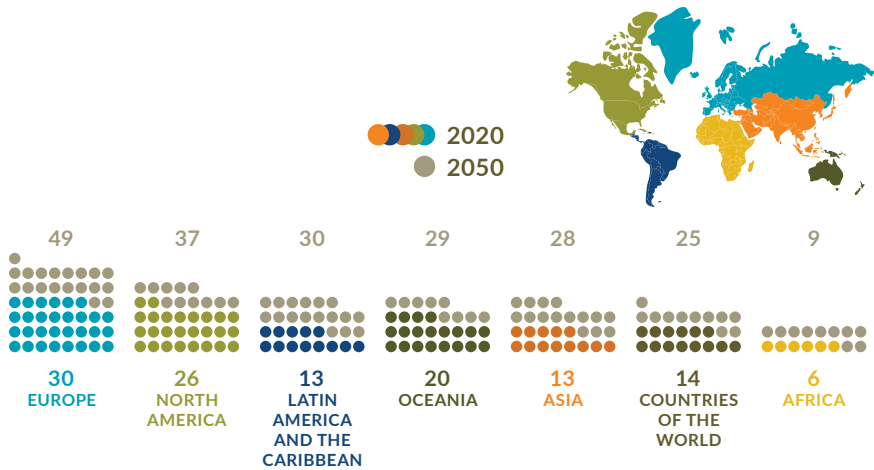 2020
2050
49 37 30 29 28 25 9
30 26 13 20 13 14 6
EUROPE NORTH LATIN OCEANIA ASIA COUNTRIES AFRICA
AMERICA AMERICA OF THE
AND THE WORLD
CARIBBEAN